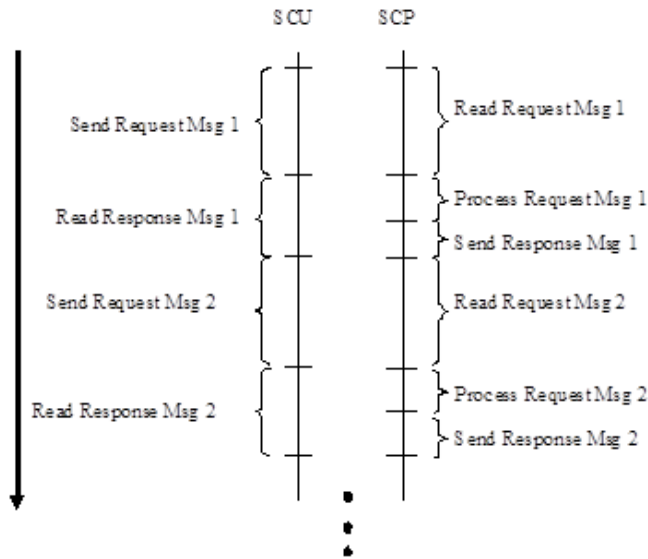 SCU SCP
Send Request Msg 1
Read Request Msg 1
Read Response Msg 1
Process Request Msg 1
Send Response Msg 1
Send Request Msg 2
Read Request Msg 2
Read Response Msg 2
Process Request Msg 2
Send Response Msg 2